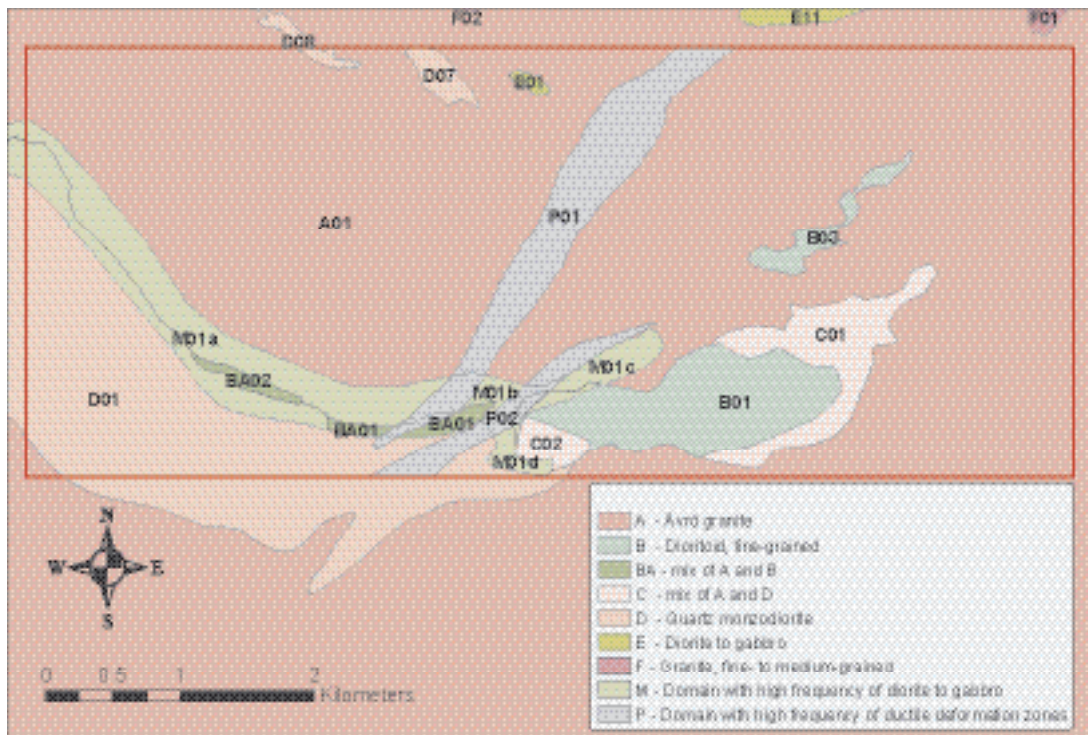 F02
E11
F01
D08
D07
E01
A01
P01
B03
C01
M01a
M01c
BA02
M01b
D01
B01
BA01
BA01
P02
C02
M01d
N
W E
S
0 0.5 1 2
Kilometers
A - Ävrö granite
B - Dioritoid, fine-grained
BA - mix of A and B
C - mix of A and D
D - Quartz monzodiorite
E - Diorite to gabbro
F - Granite, fine- to medium-grained
M - Domain with high frequency of diorite to gabbro
P - Domain with high frequency of ductile deformation zones